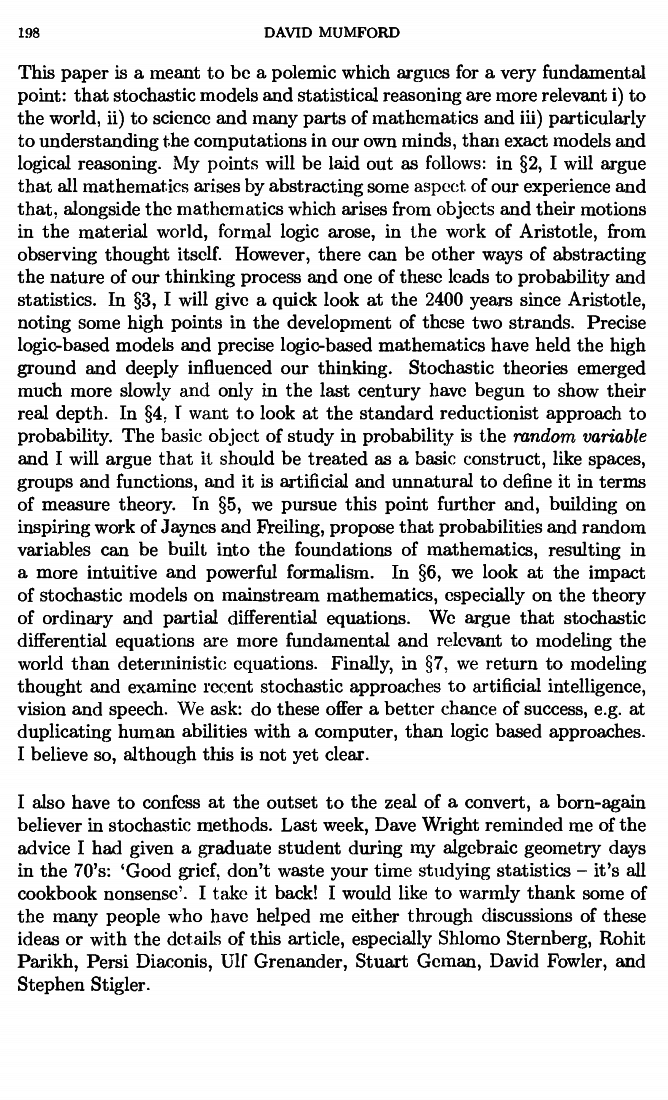 198 DAVID MUMFORD
This paper is a meant to be a polemic which argues for a very fundamental
point: that stochastic models and statistical reasoning are more relevant i) to
the world, ii) to science and many parts of mathematics and iii) particularly
to understanding the computations in our own minds, than exact models and
logical reasoning. My points will be laid out as follows: in §2, I will argue
that all mathematics arises by abstracting some aspect of our experience and
that, alongside the mathematics which arises from objects and their motions
in the material world, formal logic arose, in the work of Aristotle, from
observing thought itself. However, there can be other ways of abstracting
the nature of our thinking process and one of these leads to probability and
statistics. In §3, I will give a quick look at the 2400 years since Aristotle,
noting some high points in the development of these two strands. Precise
logic-based models and precise logic-based mathematics have held the high
ground and deeply influenced our thinking. Stochastic theories emerged
much more slowly and only in the last century have begun to show their
real depth. In §4, I want to look at the standard reductionist approach to
probability. The basic object of study in probability is the random variable
and I will argue that it should be treated as a basic construct, like spaces,
groups and functions, and it is artificial and unnatural to define it in terms
of measure theory. In §5, we pursue this point further and, building on
inspiring work of Jaynes and Freiling, propose that probabilities and random
variables can be built into the foundations of mathematics, resulting in
a more intuitive and powerful formalism. In §6, we look at the impact
of stochastic models on mainstream mathematics, especially on the theory
of ordinary and partial differential equations. We argue that stochastic
differential equations are more fundamental and relevant to modeling the
world than deterministic equations. Finally, in §7, we return to modeling
thought and examine recent stochastic approaches to artificial intelligence,
vision and speech. We ask: do these offer a better chance of success, e.g. at
duplicating human abilities with a computer, than logic based approaches.
I believe so, although this is not yet clear.
I also have to confess at the outset to the zeal of a convert, a born-again
believer in stochastic methods. Last week, Dave Wright reminded me of the
advice I had given a graduate student during my algebraic geometry days
in the 70's: 'Good grief, don't waste your time studying statistics – it's all
cookbook nonsense'. I take it back! I would like to warmly thank some of
the many people who have helped me either through discussions of these
ideas or with the details of this article, especially Shlomo Sternberg, Rohit
Parikh, Persi Diaconis, Ulf Grenander, Stuart Geman, David Fowler, and
Stephen Stigler.